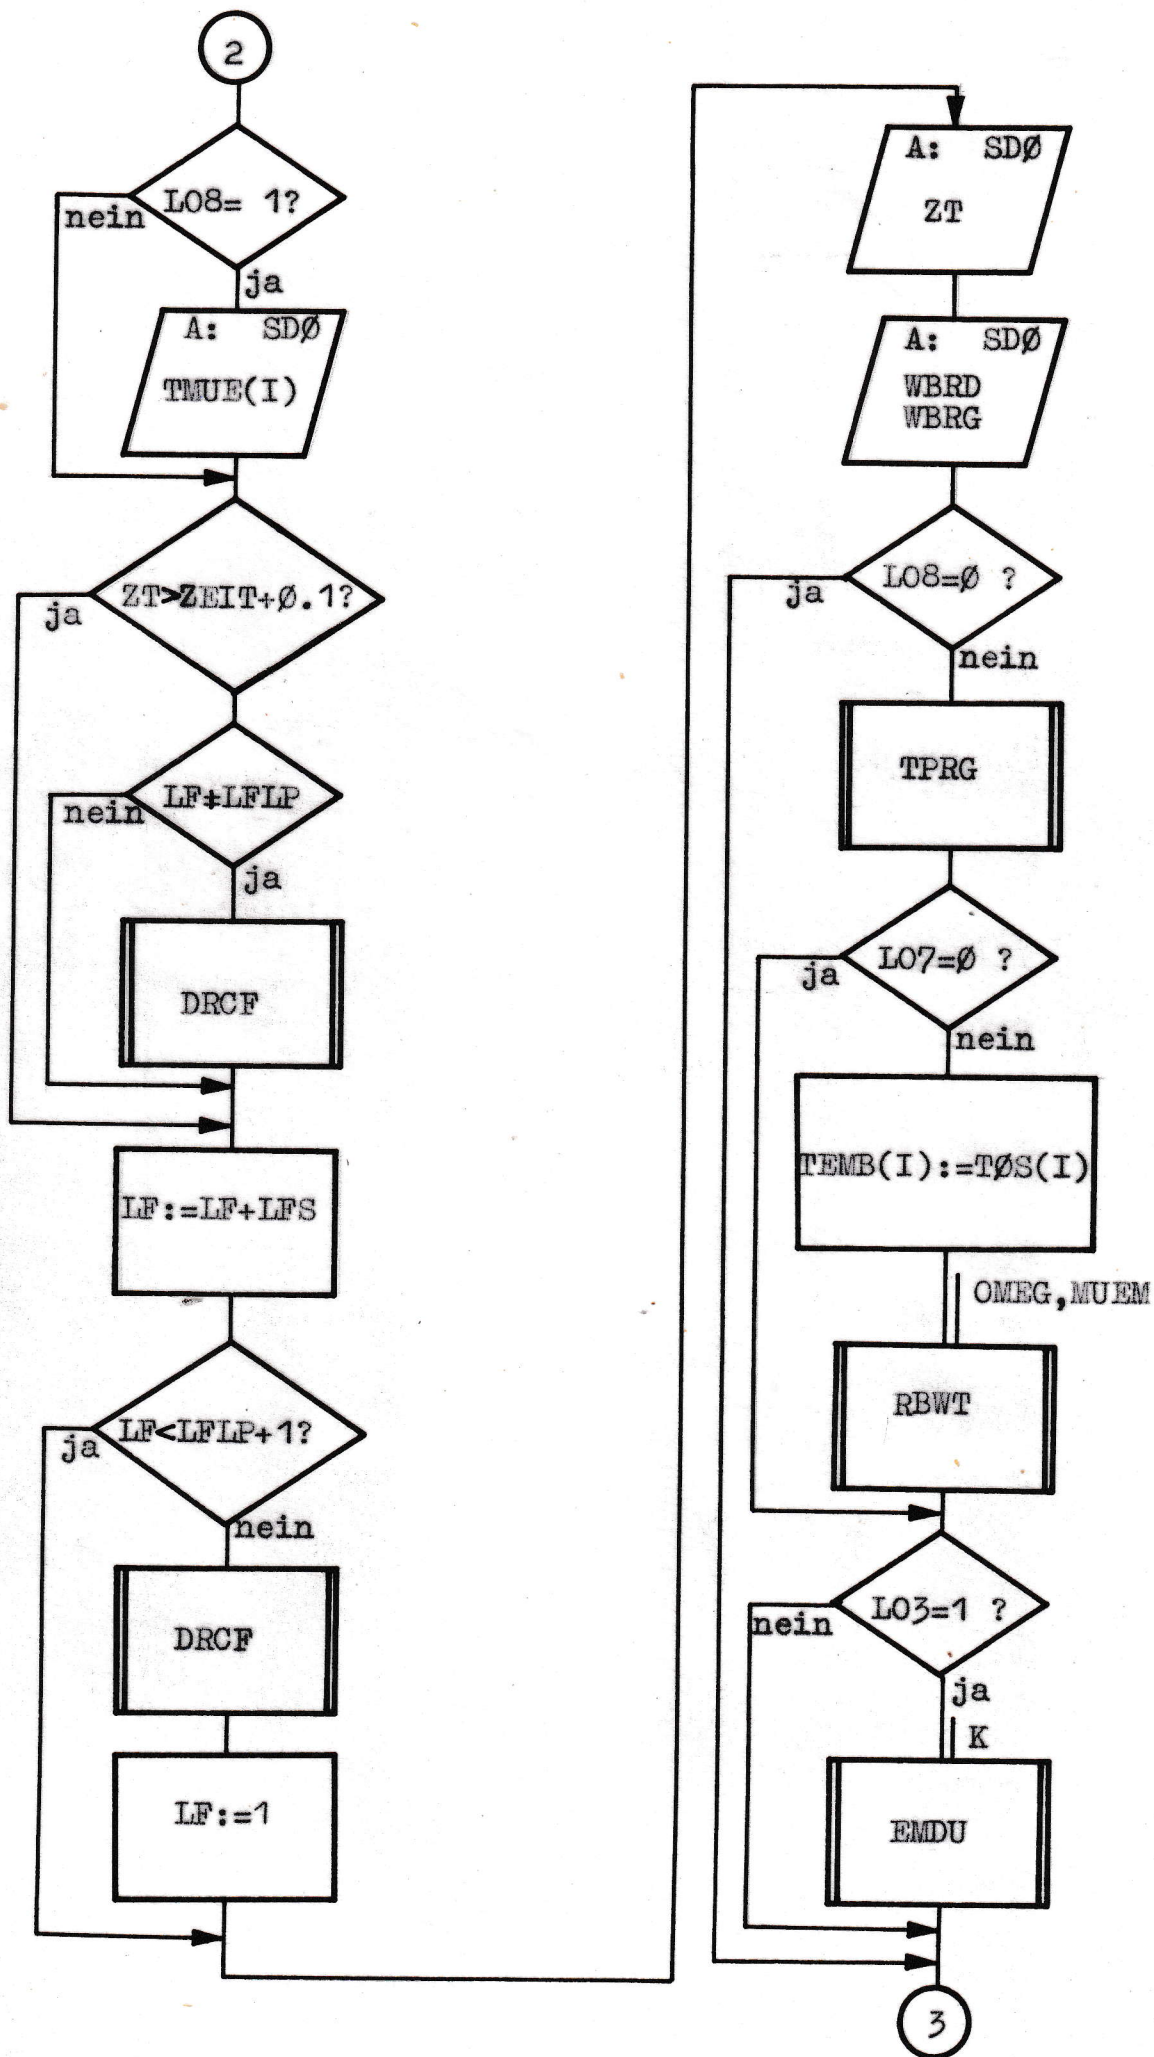 2
LO8= 1?
nein
ja
A: SDØ
TMUE(I)
ZT>ZEIT+Ø.1?
ja
LF≠LFLP
nein
ja
DRCF
LF:=LF+LFS
LF<LFLP+1?
ja
nein
DRCF
LF:=1
A: SDØ
ZT
A: SDØ
WBRD
WBRG
LO8=Ø ?
ja
nein
TPRG
LO7=Ø ?
ja
nein
TEMB(I):=TØS(I)
OMEG,MUEM
RBWT
LO3=1 ?
nein
ja
K
EMDU
3